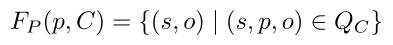 F_P(p, C) = {(s, o) | (s, p, o) ∈ Q_C}